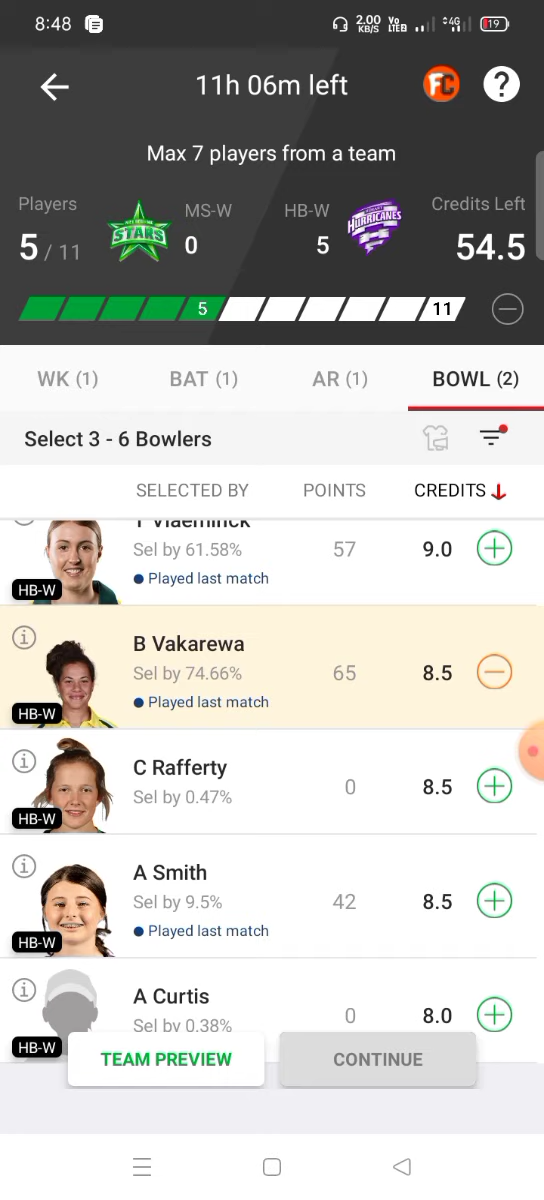 8:48
2.00 KB/S
Vo LTEB
4G
19
11h 06m left
FC
?
Max 7 players from a team
Players
5 / 11
STARS
MS-W
0
HB-W
5
HURRICANES
Credits Left
54.5
5
11
WK (1)
BAT (1)
AR (1)
BOWL (2)
Select 3 - 6 Bowlers
SELECTED BY
POINTS
CREDITS
T Vlaeminck
Sel by 61.58%
57
9.0
Played last match
HB-W
B Vakarewa
Sel by 74.66%
65
8.5
Played last match
HB-W
C Rafferty
Sel by 0.47%
0
8.5
HB-W
A Smith
Sel by 9.5%
42
8.5
Played last match
HB-W
A Curtis
Sel by 0.38%
0
8.0
HB-W
TEAM PREVIEW
CONTINUE